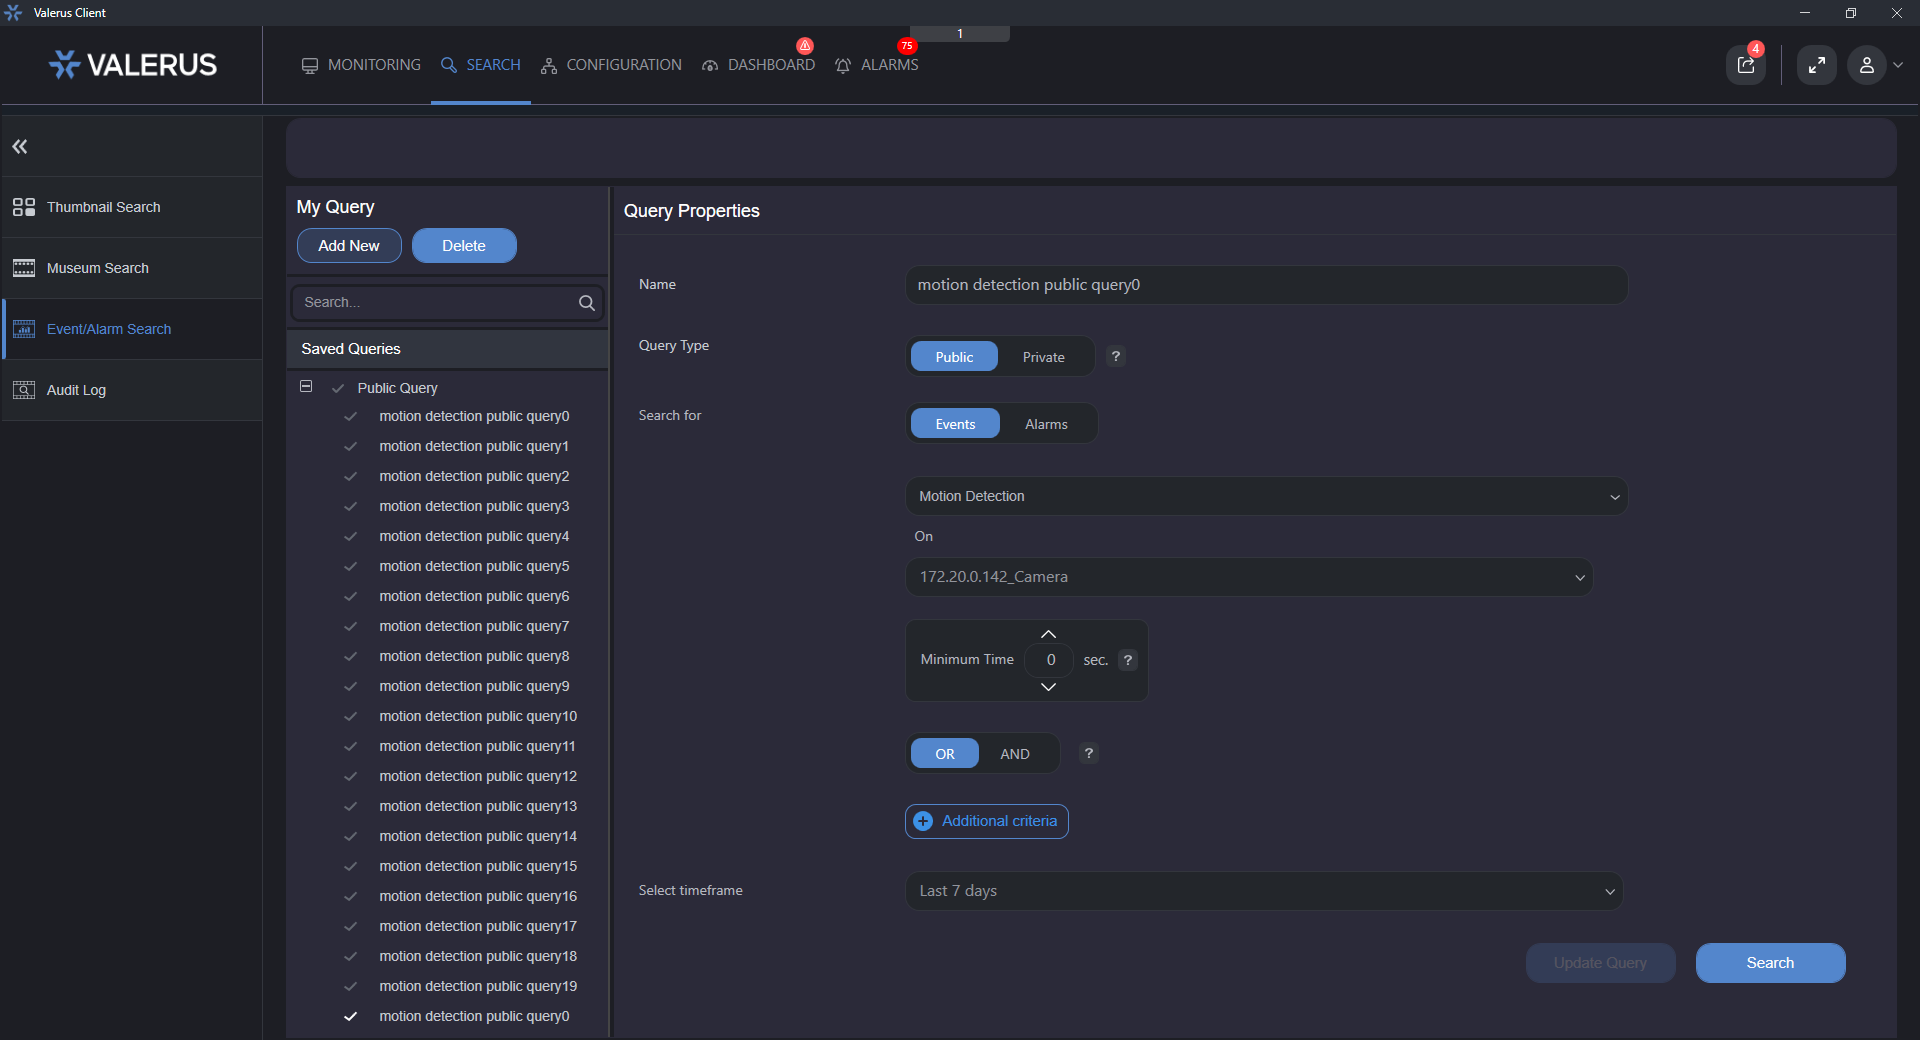 Valerus Client
1
VALERUS
MONITORING
SEARCH
CONFIGURATION
DASHBOARD
75
ALARMS
4
Thumbnail Search
Museum Search
Event/Alarm Search
Audit Log
My Query
Add New
Delete
Search...
Saved Queries
Public Query
motion detection public query0
motion detection public query1
motion detection public query2
motion detection public query3
motion detection public query4
motion detection public query5
motion detection public query6
motion detection public query7
motion detection public query8
motion detection public query9
motion detection public query10
motion detection public query11
motion detection public query12
motion detection public query13
motion detection public query14
motion detection public query15
motion detection public query16
motion detection public query17
motion detection public query18
motion detection public query19
motion detection public query0
Query Properties
Name
motion detection public query0
Query Type
Public
Private
?
Search for
Events
Alarms
Motion Detection
On
172.20.0.142_Camera
Minimum Time
0
sec.
?
OR
AND
?
Additional criteria
Select timeframe
Last 7 days
Update Query
Search